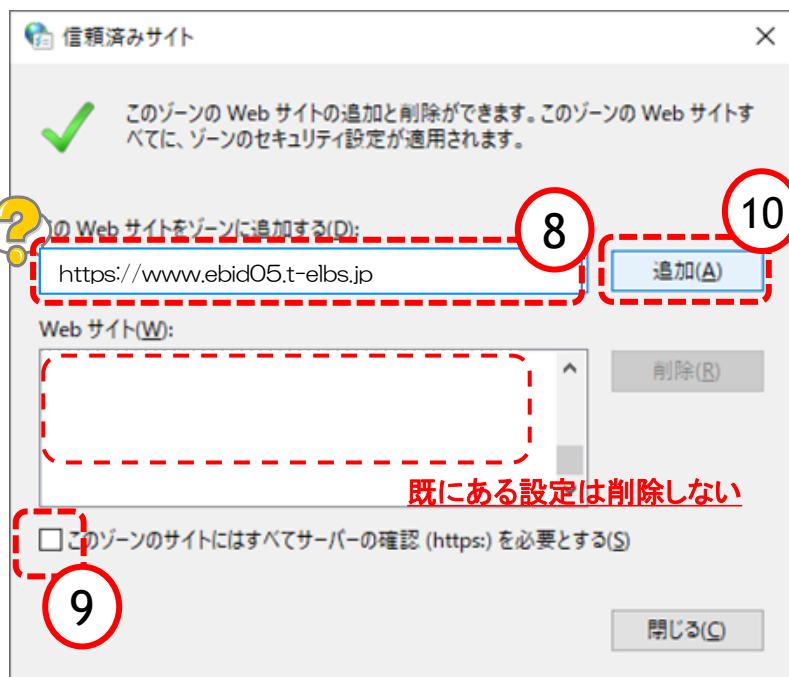 信頼済みサイト
このゾーンの Web サイトの追加と削除ができます。このゾーンの Web サイトす
べてに、ゾーンのセキュリティ設定が適用されます。
?
の Web サイトをゾーンに追加する(D):
8
10
https://www.ebid05.t-elbs.jp
追加(A)
Web サイト(W):
削除(R)
既にある設定は削除しない
このゾーンのサイトにはすべてサーバーの確認 (https:) を必要とする(S)
9
閉じる(C)